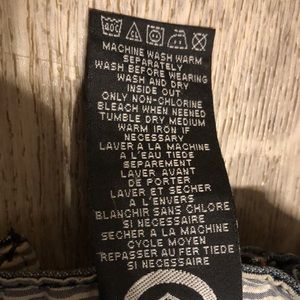 40C
MACHINE WASH WARM
SEPARATELY
WASH BEFORE WEARING
WASH AND DRY
INSIDE OUT
ONLY NON-CHLORINE
BLEACH WHEN NEENED
TUMBLE DRY MEDIUM
WARM IRON IF
NECESSARY
LAVER A LA MACHINE
A L'EAU TIEDE
SEPAREMENT
LAVER AVANT
DE PORTER
LAVER ET SECHER
A L'ENVERS
BLANCHIR SANS CHLORE
SI NECESSAIRE
SECHER A LA MACHINE
CYCLE MOYEN
REPASSER AU FER TIEDE
SI NECESSAIRE